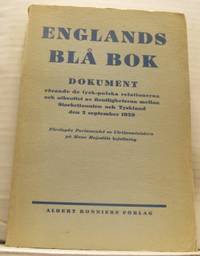 ENGLANDS
BLÅ BOK
DOKUMENT
rörande de tysk-polska relationerna
och utbrottet av fientligheterna mellan
Storbritannien och Tyskland
den 3 september 1939
Förelagda Parlamentet av Utrikesministern
på Hans Majestäts befallning
ALBERT BONNIERS FÖRLAG